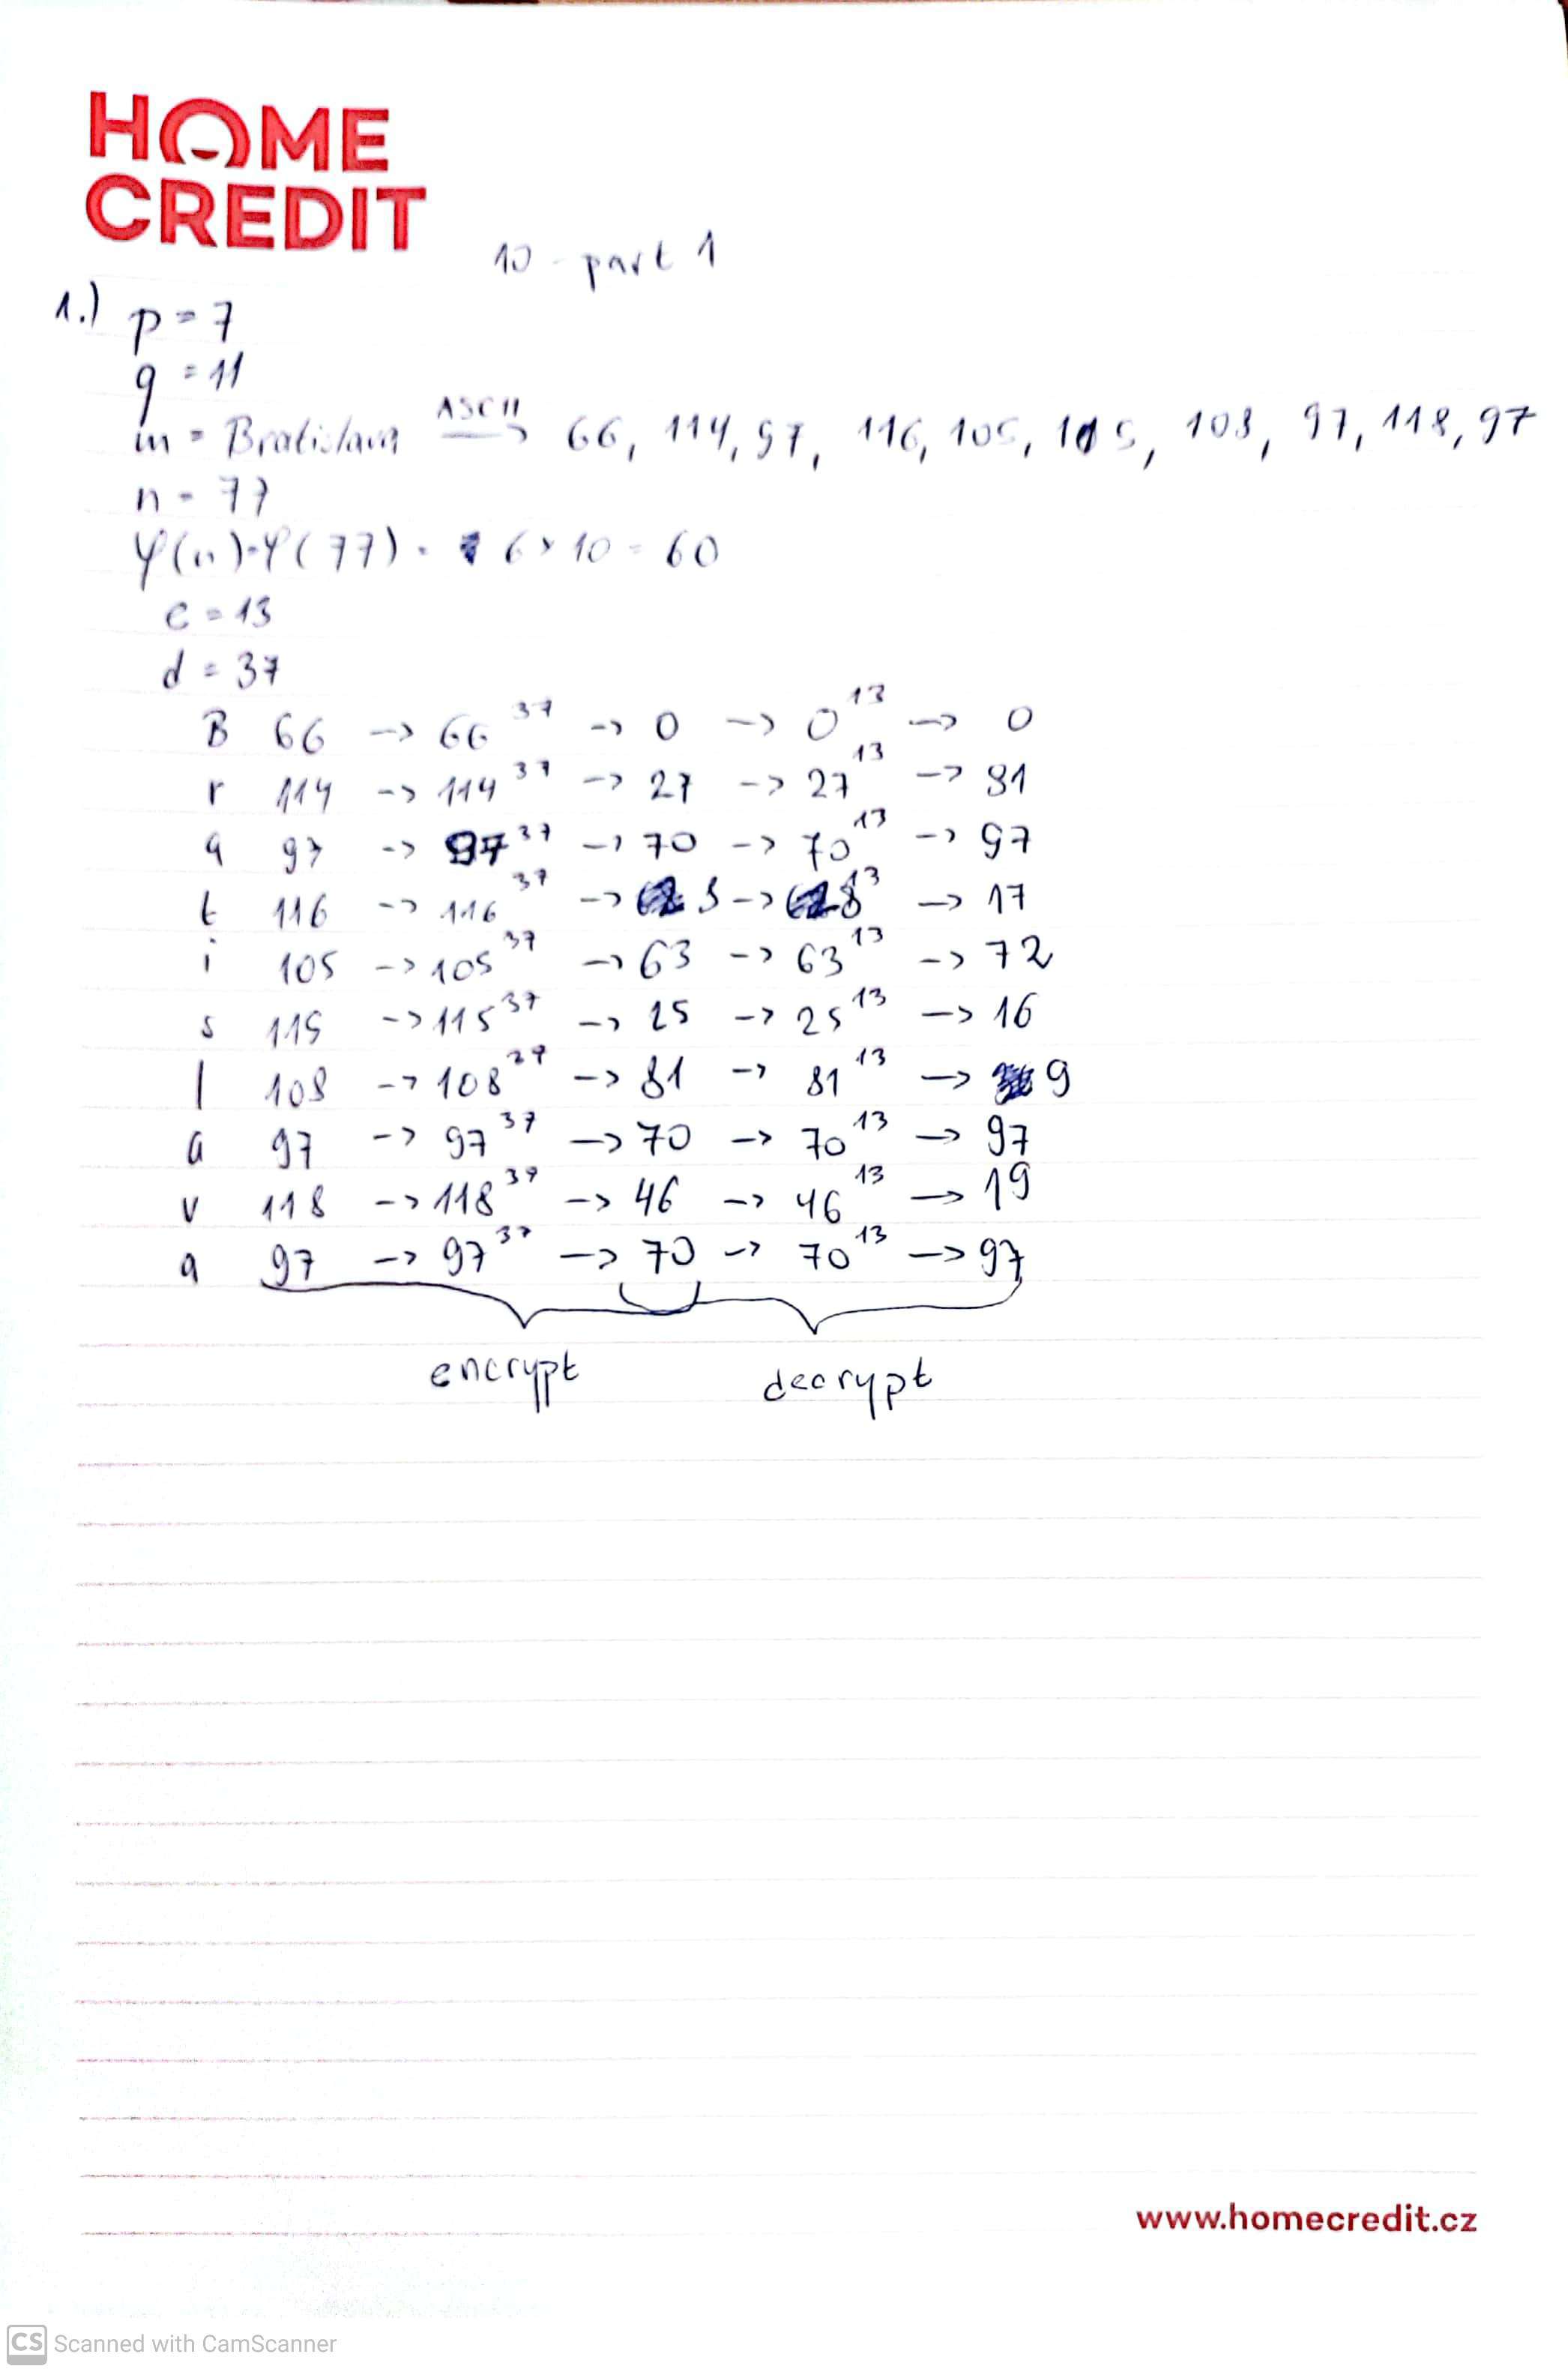 HOME
CREDIT
10 - part 1
1.) p = 7
q = 11
m = Bratislava ASCII → 66, 114, 97, 116, 105, 115, 108, 97, 118, 97
n = 77
φ(n) = φ(77) = 6 × 10 = 60
e = 13
d = 37
B 66 -> 66^37 -> 0 -> 0^13 -> 0
r 114 -> 114^37 -> 27 -> 27^13 -> 81
a 97 -> 97^37 -> 70 -> 70^13 -> 97
t 116 -> 116^37 -> 8 -> 8^13 -> 17
i 105 -> 105^37 -> 63 -> 63^13 -> 72
s 115 -> 115^37 -> 25 -> 25^13 -> 16
l 108 -> 108^37 -> 81 -> 81^13 -> 9
a 97 -> 97^37 -> 70 -> 70^13 -> 97
v 118 -> 118^37 -> 46 -> 46^13 -> 19
a 97 -> 97^37 -> 70 -> 70^13 -> 97
encrypt decrypt
www.homecredit.cz
CS Scanned with CamScanner